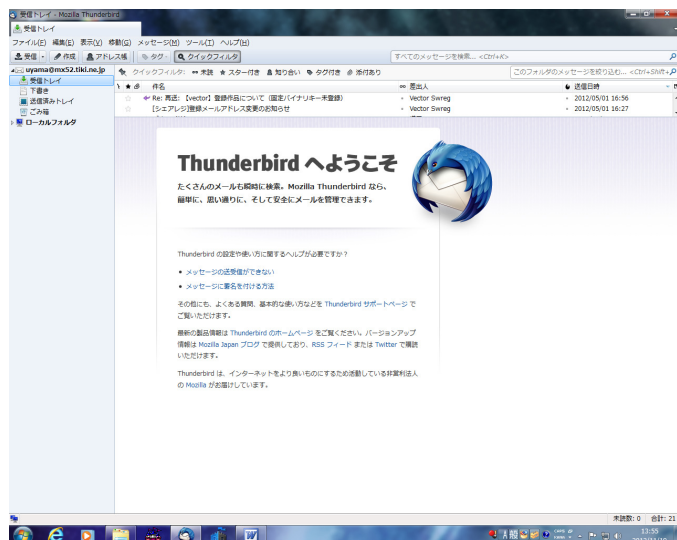 受信トレイ - Mozilla Thunderbird
受信トレイ
ファイル(F) 編集(E) 表示(V) 移動(G) メッセージ(M) ツール(T) ヘルプ(H)
受信 作成 アドレス帳 タグ クイックフィルタ すべてのメッセージを検索... <Ctrl+K>
uyama@mx52.tiki.ne.jp
クイックフィルタ: 未読 スター付き 知り合い タグ付き 添付あり このフォルダのメッセージを絞り込む... <Ctrl+Shift+
受信トレイ
下書き
送信済みトレイ
ごみ箱
ローカルフォルダ
件名 差出人 送信日時
Re: 再送: 【vector】登録作品について (固定バイナリキー未登録) Vector Swreg 2012/05/01 16:56
[シェアレジ]登録メールアドレス変更のお知らせ Vector Swreg 2012/05/01 16:27
Thunderbird へようこそ
たくさんのメールも瞬時に検索。Mozilla Thunderbird なら、
簡単に、思い通りに、そして安全にメールを管理できます。
Thunderbird の設定や使い方に関するヘルプが必要ですか？
• メッセージの送受信ができない
• メッセージに署名を付ける方法
その他にも、よくある質問、基本的な使い方などを Thunderbird サポートページ で
ご覧いただけます。
最新の製品情報は Thunderbird のホームページ をご覧ください。バージョンアップ
情報は Mozilla Japan ブログ で提供しており、RSS フィード または Twitter で購読
いただけます。
Thunderbird は、インターネットをより良いものにするため活動している非営利法人
の Mozilla がお届けしています。
未読数: 0 合計: 21
A 般
13:55